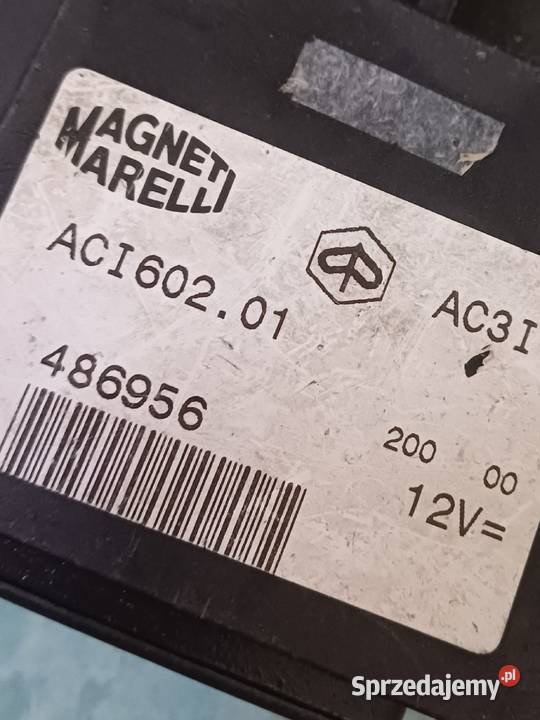 MAGNETI
MARELLI
ACI602.01
AC3I
486956
200 00
12V=
Sprzedajemy.pl